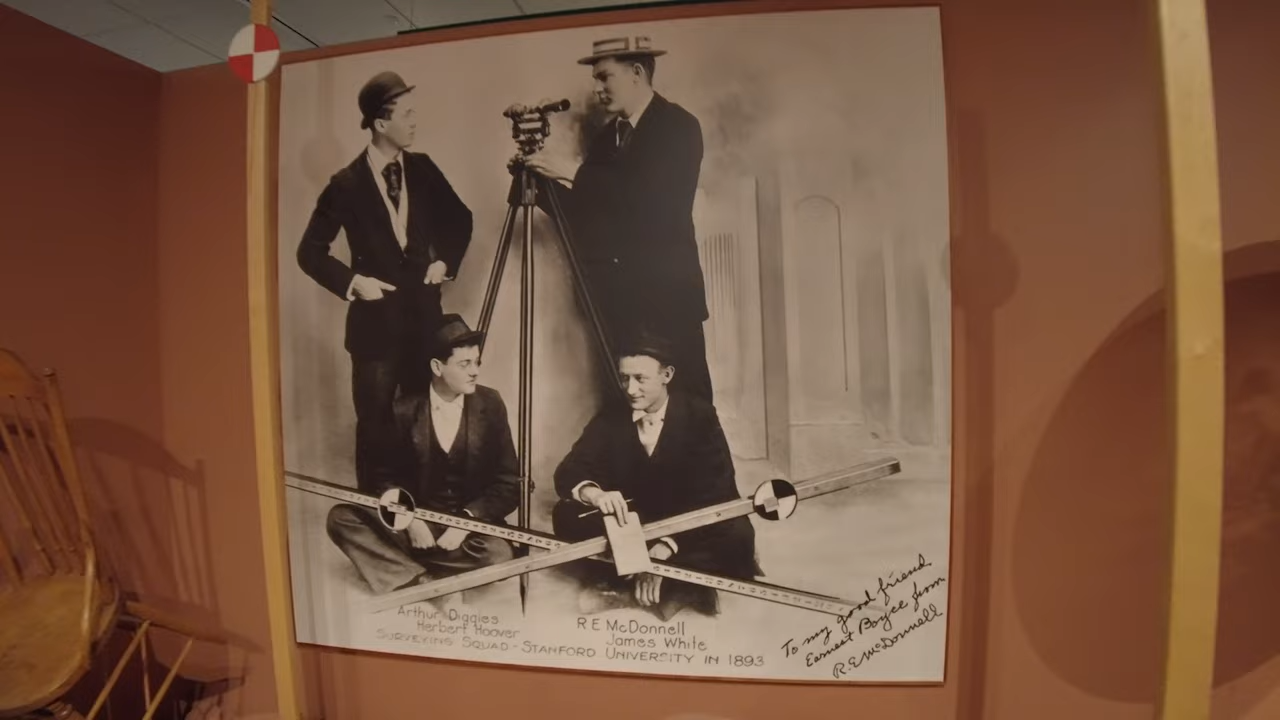 Arthur Diggles
Herbert Hoover
R E McDonnell
James White
SURVEYING SQUAD - STANFORD UNIVERSITY IN 1893
To my good friend
Earnest Boyce from
R.E. McDonnell